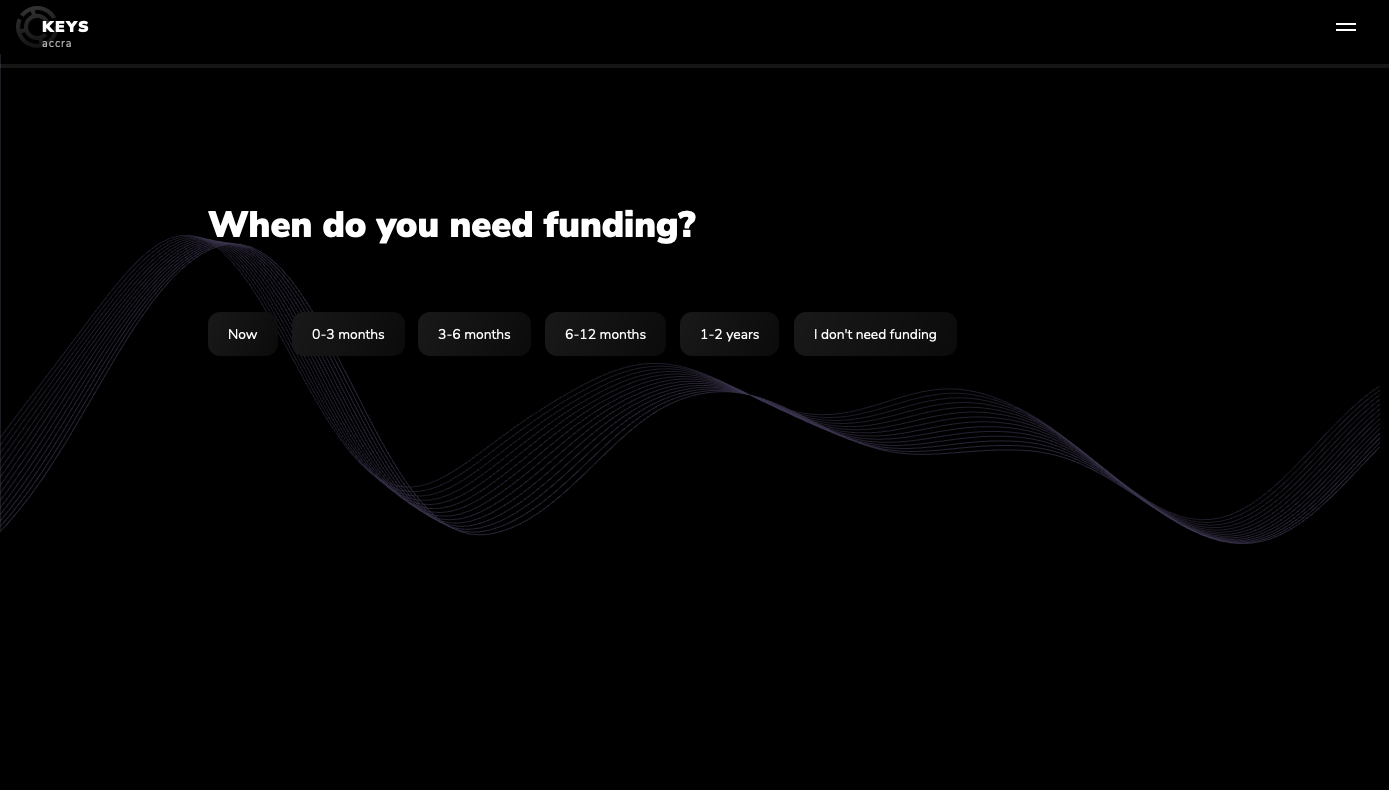 KEYS
accra
When do you need funding?
Now
0-3 months
3-6 months
6-12 months
1-2 years
I don't need funding